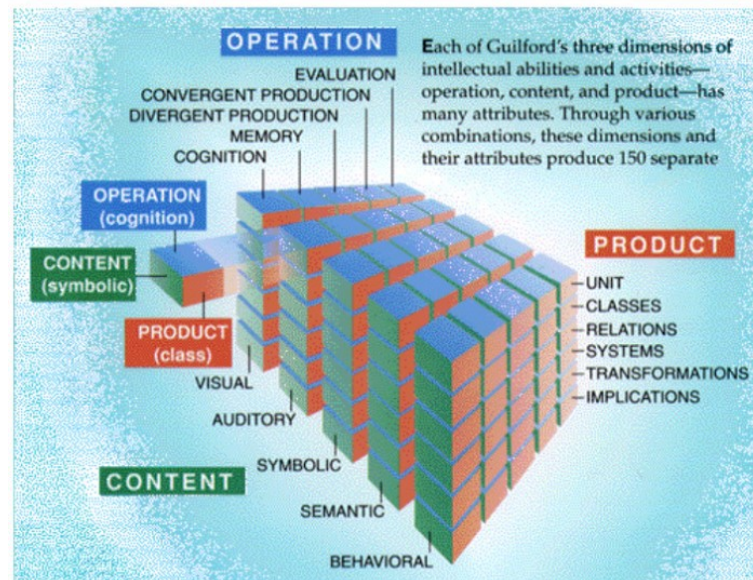 OPERATION
EVALUATION
CONVERGENT PRODUCTION
DIVERGENT PRODUCTION
MEMORY
COGNITION
Each of Guilford's three dimensions of
intellectual abilities and activities—
operation, content, and product—has
many attributes. Through various
combinations, these dimensions and
their attributes produce 150 separate
OPERATION
(cognition)
CONTENT
(symbolic)
PRODUCT
(class)
PRODUCT
UNIT
CLASSES
RELATIONS
SYSTEMS
TRANSFORMATIONS
IMPLICATIONS
VISUAL
AUDITORY
SYMBOLIC
SEMANTIC
BEHAVIORAL
CONTENT